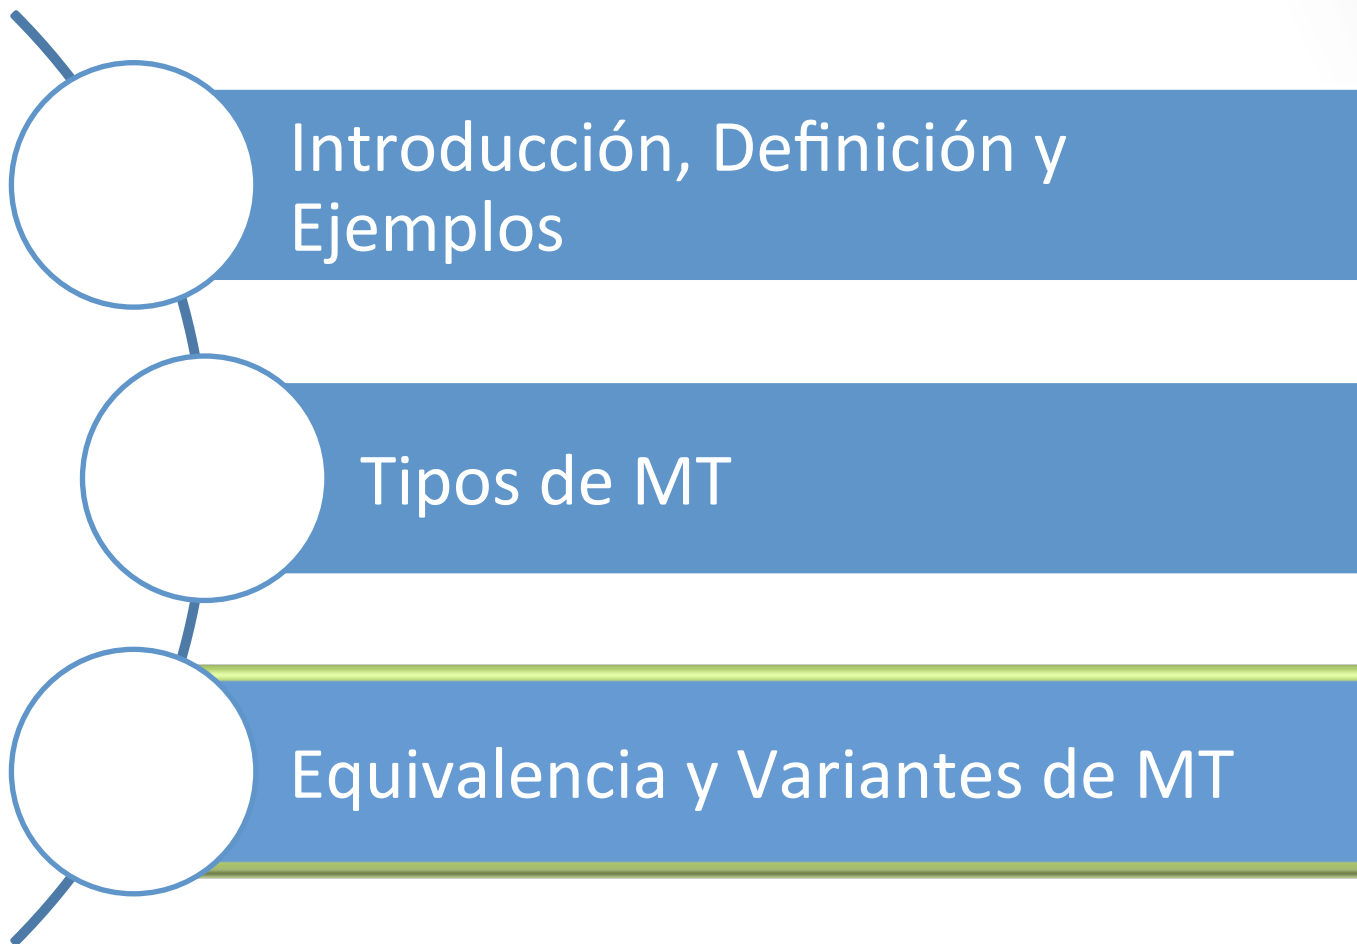 Introducción, Definición y
Ejemplos
Tipos de MT
Equivalencia y Variantes de MT